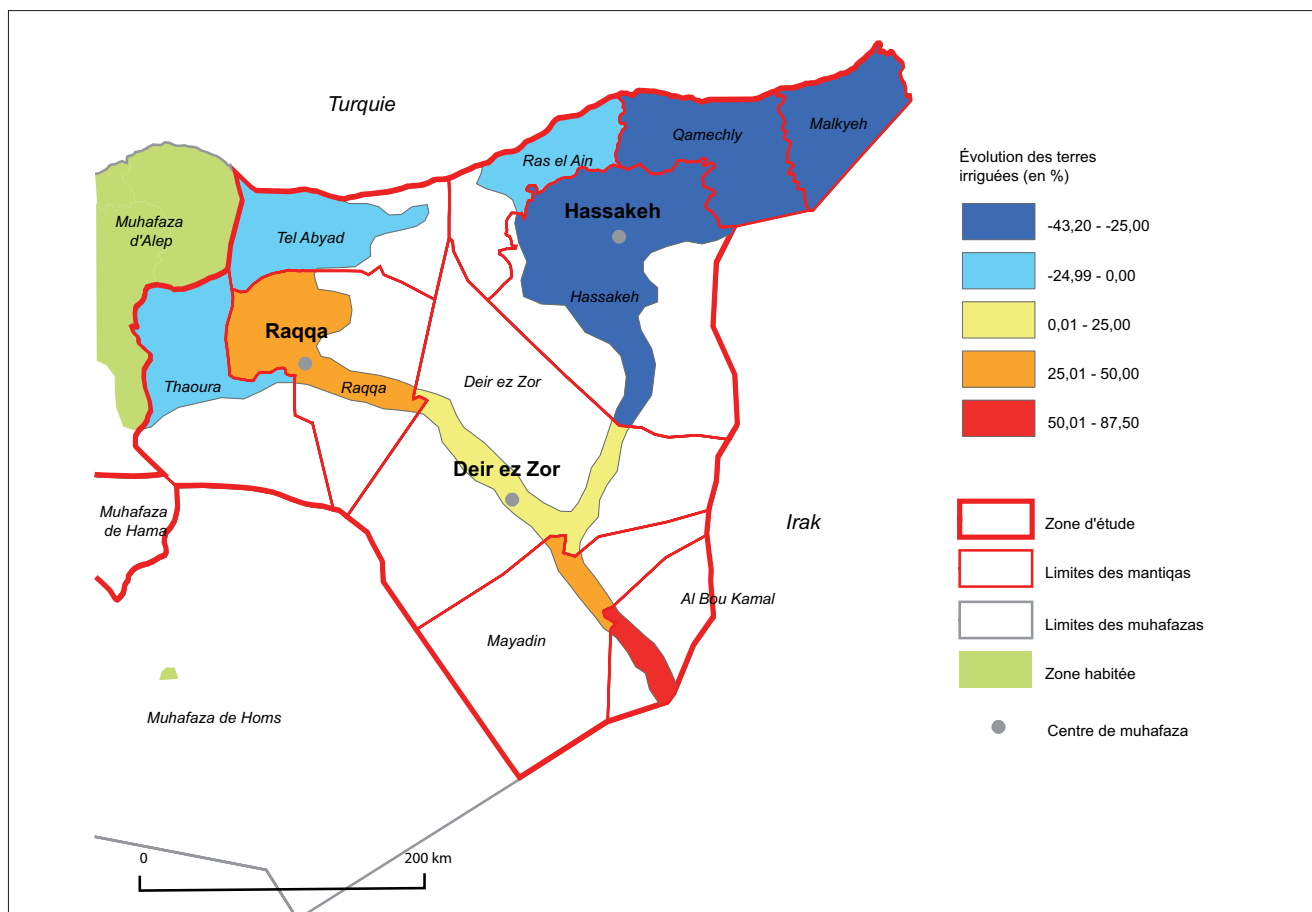 Turquie
Malkyeh
Qamechly
Ras el Ain
Muhafaza
d'Alep
Tel Abyad
Hassakeh
Hassakeh
Raqqa
Thaoura
Raqqa
Deir ez Zor
Deir ez Zor
Muhafaza
de Hama
Irak
Al Bou Kamal
Mayadin
Muhafaza de Homs
0
200 km
Évolution des terres
irriguées (en %)
-43,20 - -25,00
-24,99 - 0,00
0,01 - 25,00
25,01 - 50,00
50,01 - 87,50
Zone d'étude
Limites des mantiqas
Limites des muhafazas
Zone habitée
Centre de muhafaza